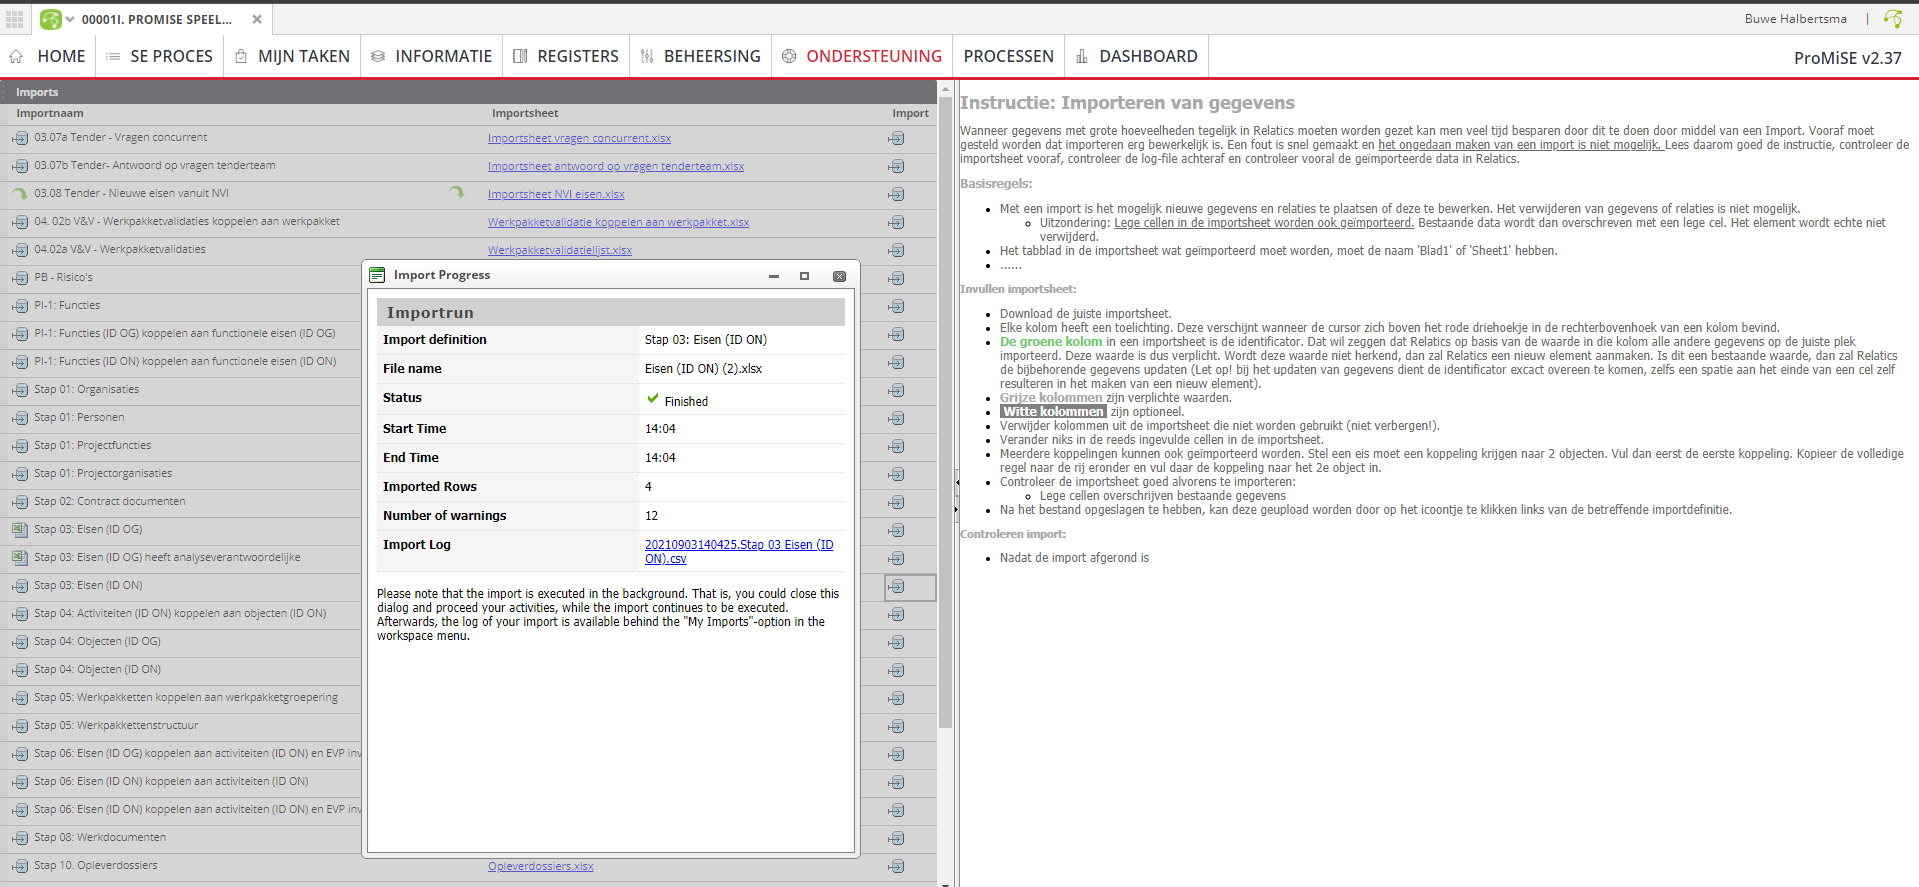 00001I. PROMISE SPEEL...
Buwe Halbertsma
HOME
SE PROCES
MIJN TAKEN
INFORMATIE
REGISTERS
BEHEERSING
ONDERSTEUNING
PROCESSEN
DASHBOARD
ProMiSE v2.37
Imports
Importnaam Importsheet Import
03.07a Tender - Vragen concurrent Importsheet vragen concurrent.xlsx
03.07b Tender- Antwoord op vragen tenderteam Importsheet antwoord op vragen tenderteam.xlsx
03.08 Tender - Nieuwe eisen vanuit NVI Importsheet NVI eisen.xlsx
04. 02b V&V - Werkpakketvalidaties koppelen aan werkpakket Werkpakketvalidatie koppelen aan werkpakket.xlsx
04.02a V&V - Werkpakketvalidaties Werkpakketvalidatielijst.xlsx
PB - Risico's
PI-1: Functies
PI-1: Functies (ID OG) koppelen aan functionele eisen (ID OG)
PI-1: Functies (ID ON) koppelen aan functionele eisen (ID ON)
Stap 01: Organisaties
Stap 01: Personen
Stap 01: Projectfuncties
Stap 01: Projectorganisaties
Stap 02: Contract documenten
Stap 03: Eisen (ID OG)
Stap 03: Eisen (ID OG) heeft analyseverantwoordelijke
Stap 03: Eisen (ID ON)
Stap 04: Activiteiten (ID ON) koppelen aan objecten (ID ON)
Stap 04: Objecten (ID OG)
Stap 04: Objecten (ID ON)
Stap 05: Werkpakketten koppelen aan werkpakketgroepering
Stap 05: Werkpakkettenstructuur
Stap 06: Eisen (ID OG) koppelen aan activiteiten (ID ON) en EVP inv
Stap 06: Eisen (ID ON) koppelen aan activiteiten (ID ON)
Stap 06: Eisen (ID ON) koppelen aan activiteiten (ID ON) en EVP inv
Stap 08: Werkdocumenten
Stap 10. Opleverdossiers Opleverdossiers.xlsx
Import Progress
Importrun
Import definition Stap 03: Eisen (ID ON)
File name Eisen (ID ON) (2).xlsx
Status Finished
Start Time 14:04
End Time 14:04
Imported Rows 4
Number of warnings 12
Import Log 20210903140425.Stap 03 Eisen (ID
ON).csv
Please note that the import is executed in the background. That is, you could close this
dialog and proceed your activities, while the import continues to be executed.
Afterwards, the log of your import is available behind the "My Imports"-option in the
workspace menu.
Instructie: Importeren van gegevens
Wanneer gegevens met grote hoeveelheden tegelijk in Relatics moeten worden gezet kan men veel tijd besparen door dit te doen door middel van een Import. Vooraf moet
gesteld worden dat importeren erg bewerkelijk is. Een fout is snel gemaakt en het ongedaan maken van een import is niet mogelijk. Lees daarom goed de instructie, controleer de
importsheet vooraf, controleer de log-file achteraf en controleer vooral de geïmporteerde data in Relatics.
Basisregels:
• Met een import is het mogelijk nieuwe gegevens en relaties te plaatsen of deze te bewerken. Het verwijderen van gegevens of relaties is niet mogelijk.
◦ Uitzondering: Lege cellen in de importsheet worden ook geïmporteerd. Bestaande data wordt dan overschreven met een lege cel. Het element wordt echte niet
verwijderd.
• Het tabblad in de importsheet wat geïmporteerd moet worden, moet de naam 'Blad1' of 'Sheet1' hebben.
• ......
Invullen importsheet:
• Download de juiste importsheet.
• Elke kolom heeft een toelichting. Deze verschijnt wanneer de cursor zich boven het rode driehoekje in de rechterbovenhoek van een kolom bevind.
• De groene kolom in een importsheet is de identificator. Dat wil zeggen dat Relatics op basis van de waarde in die kolom alle andere gegevens op de juiste plek
importeerd. Deze waarde is dus verplicht. Wordt deze waarde niet herkend, dan zal Relatics een nieuw element aanmaken. Is dit een bestaande waarde, dan zal Relatics
de bijbehorende gegevens updaten (Let op! bij het updaten van gegevens dient de identificator excact overeen te komen, zelfs een spatie aan het einde van een cel zelf
resulteren in het maken van een nieuw element).
• Grijze kolommen zijn verplichte waarden.
• Witte kolommen zijn optioneel.
• Verwijder kolommen uit de importsheet die niet worden gebruikt (niet verbergen!).
• Verander niks in de reeds ingevulde cellen in de importsheet.
• Meerdere koppelingen kunnen ook geïmporteerd worden. Stel een eis moet een koppeling krijgen naar 2 objecten. Vul dan eerst de eerste koppeling. Kopieer de volledige
regel naar de rij eronder en vul daar de koppeling naar het 2e object in.
• Controleer de importsheet goed alvorens te importeren:
◦ Lege cellen overschrijven bestaande gegevens
• Na het bestand opgeslagen te hebben, kan deze geupload worden door op het icoontje te klikken links van de betreffende importdefinitie.
Controleren import:
• Nadat de import afgerond is